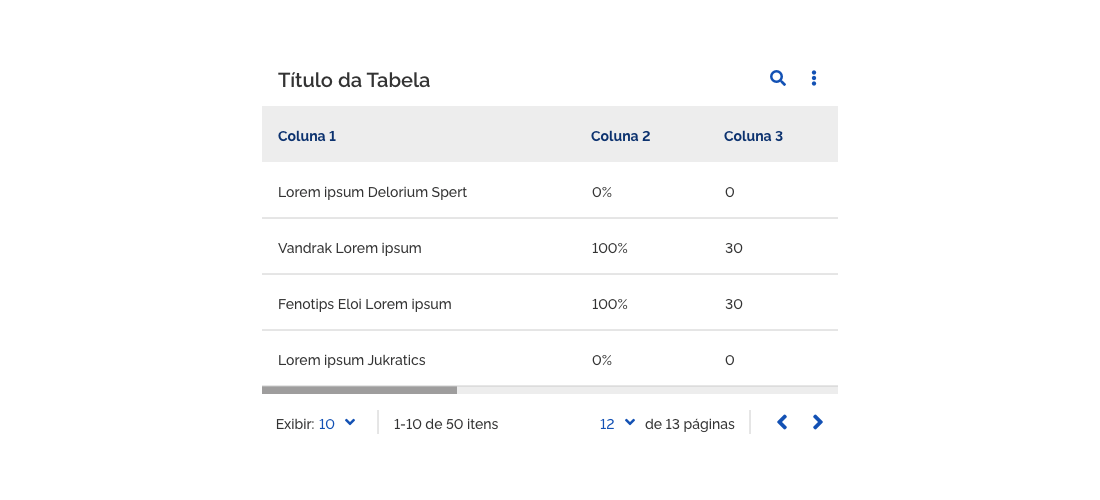 Título da Tabela
Coluna 1 Coluna 2 Coluna 3
Lorem ipsum Delorium Spert 0% 0
Vandrak Lorem ipsum 100% 30
Fenotips Eloi Lorem ipsum 100% 30
Lorem ipsum Jukratics 0% 0
Exibir: 10 1-10 de 50 itens 12 de 13 páginas